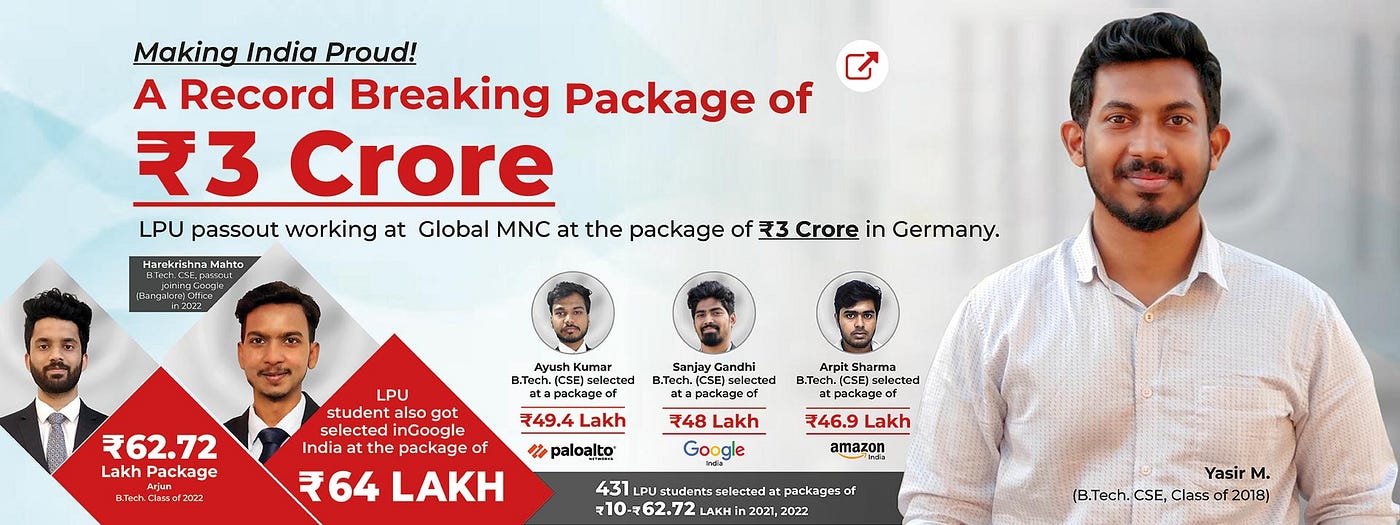 Making India Proud!
A Record Breaking Package of
₹3 Crore
LPU passout working at Global MNC at the package of ₹3 Crore in Germany.
Harekrishna Mahto
B.Tech. CSE, passout
joining Google
(Bangalore) Office
in 2022
₹62.72
Lakh Package
Arjun
B.Tech. Class of 2022
LPU
student also got
selected inGoogle
India at the package of
₹64 LAKH
Ayush Kumar
B.Tech. (CSE) selected
at a package of
₹49.4 Lakh
paloalto
NETWORKS
Sanjay Gandhi
B.Tech. (CSE) selected
at a package of
₹48 Lakh
Google
India
Arpit Sharma
B.Tech. (CSE) selected
at package of
₹46.9 Lakh
amazon
India
431 LPU students selected at packages of
₹10-₹62.72 LAKH in 2021, 2022
Yasir M.
(B.Tech. CSE, Class of 2018)